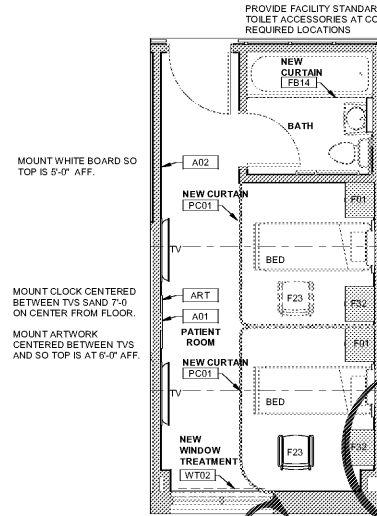 PROVIDE FACILITY STANDAR
TOILET ACCESSORIES AT CO
REQUIRED LOCATIONS
NEW
CURTAIN
FB14
BATH
MOUNT WHITE BOARD SO
TOP IS 5'-0" AFF.
A02
NEW CURTAIN
PC01
F01
TV
BED
MOUNT CLOCK CENTERED
BETWEEN TVS SAND 7'-0
ON CENTER FROM FLOOR.
ART
F23
F32
A01
MOUNT ARTWORK
CENTERED BETWEEN TVS
AND SO TOP IS AT 6'-0" AFF.
PATIENT
ROOM
F01
NEW CURTAIN
PC01
TV
BED
NEW
WINDOW
TREATMENT
WT02
F23
F32